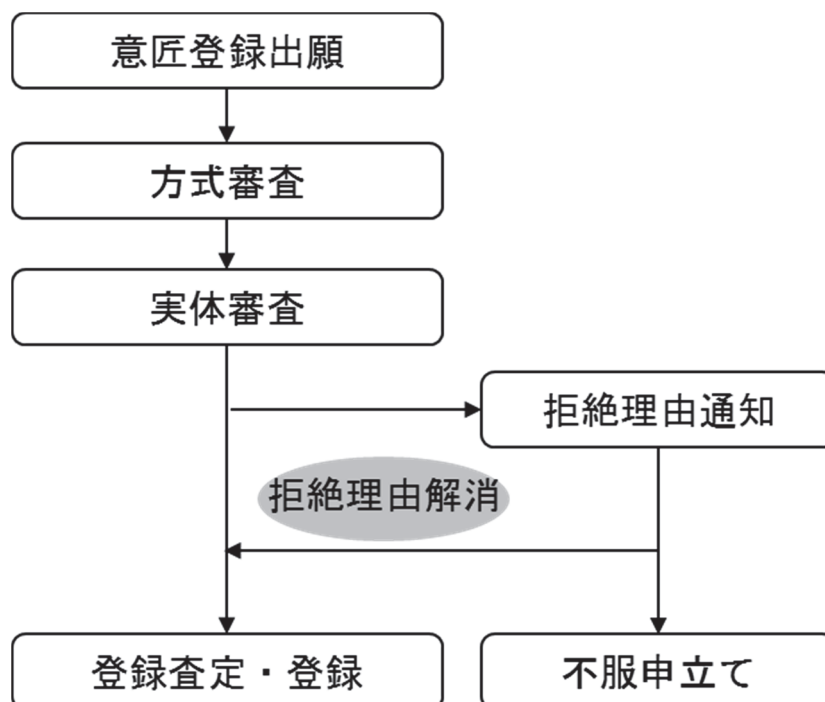 意匠登録出願
方式審査
実体審査
拒絶理由通知
拒絶理由解消
登録査定・登録
不服申立て